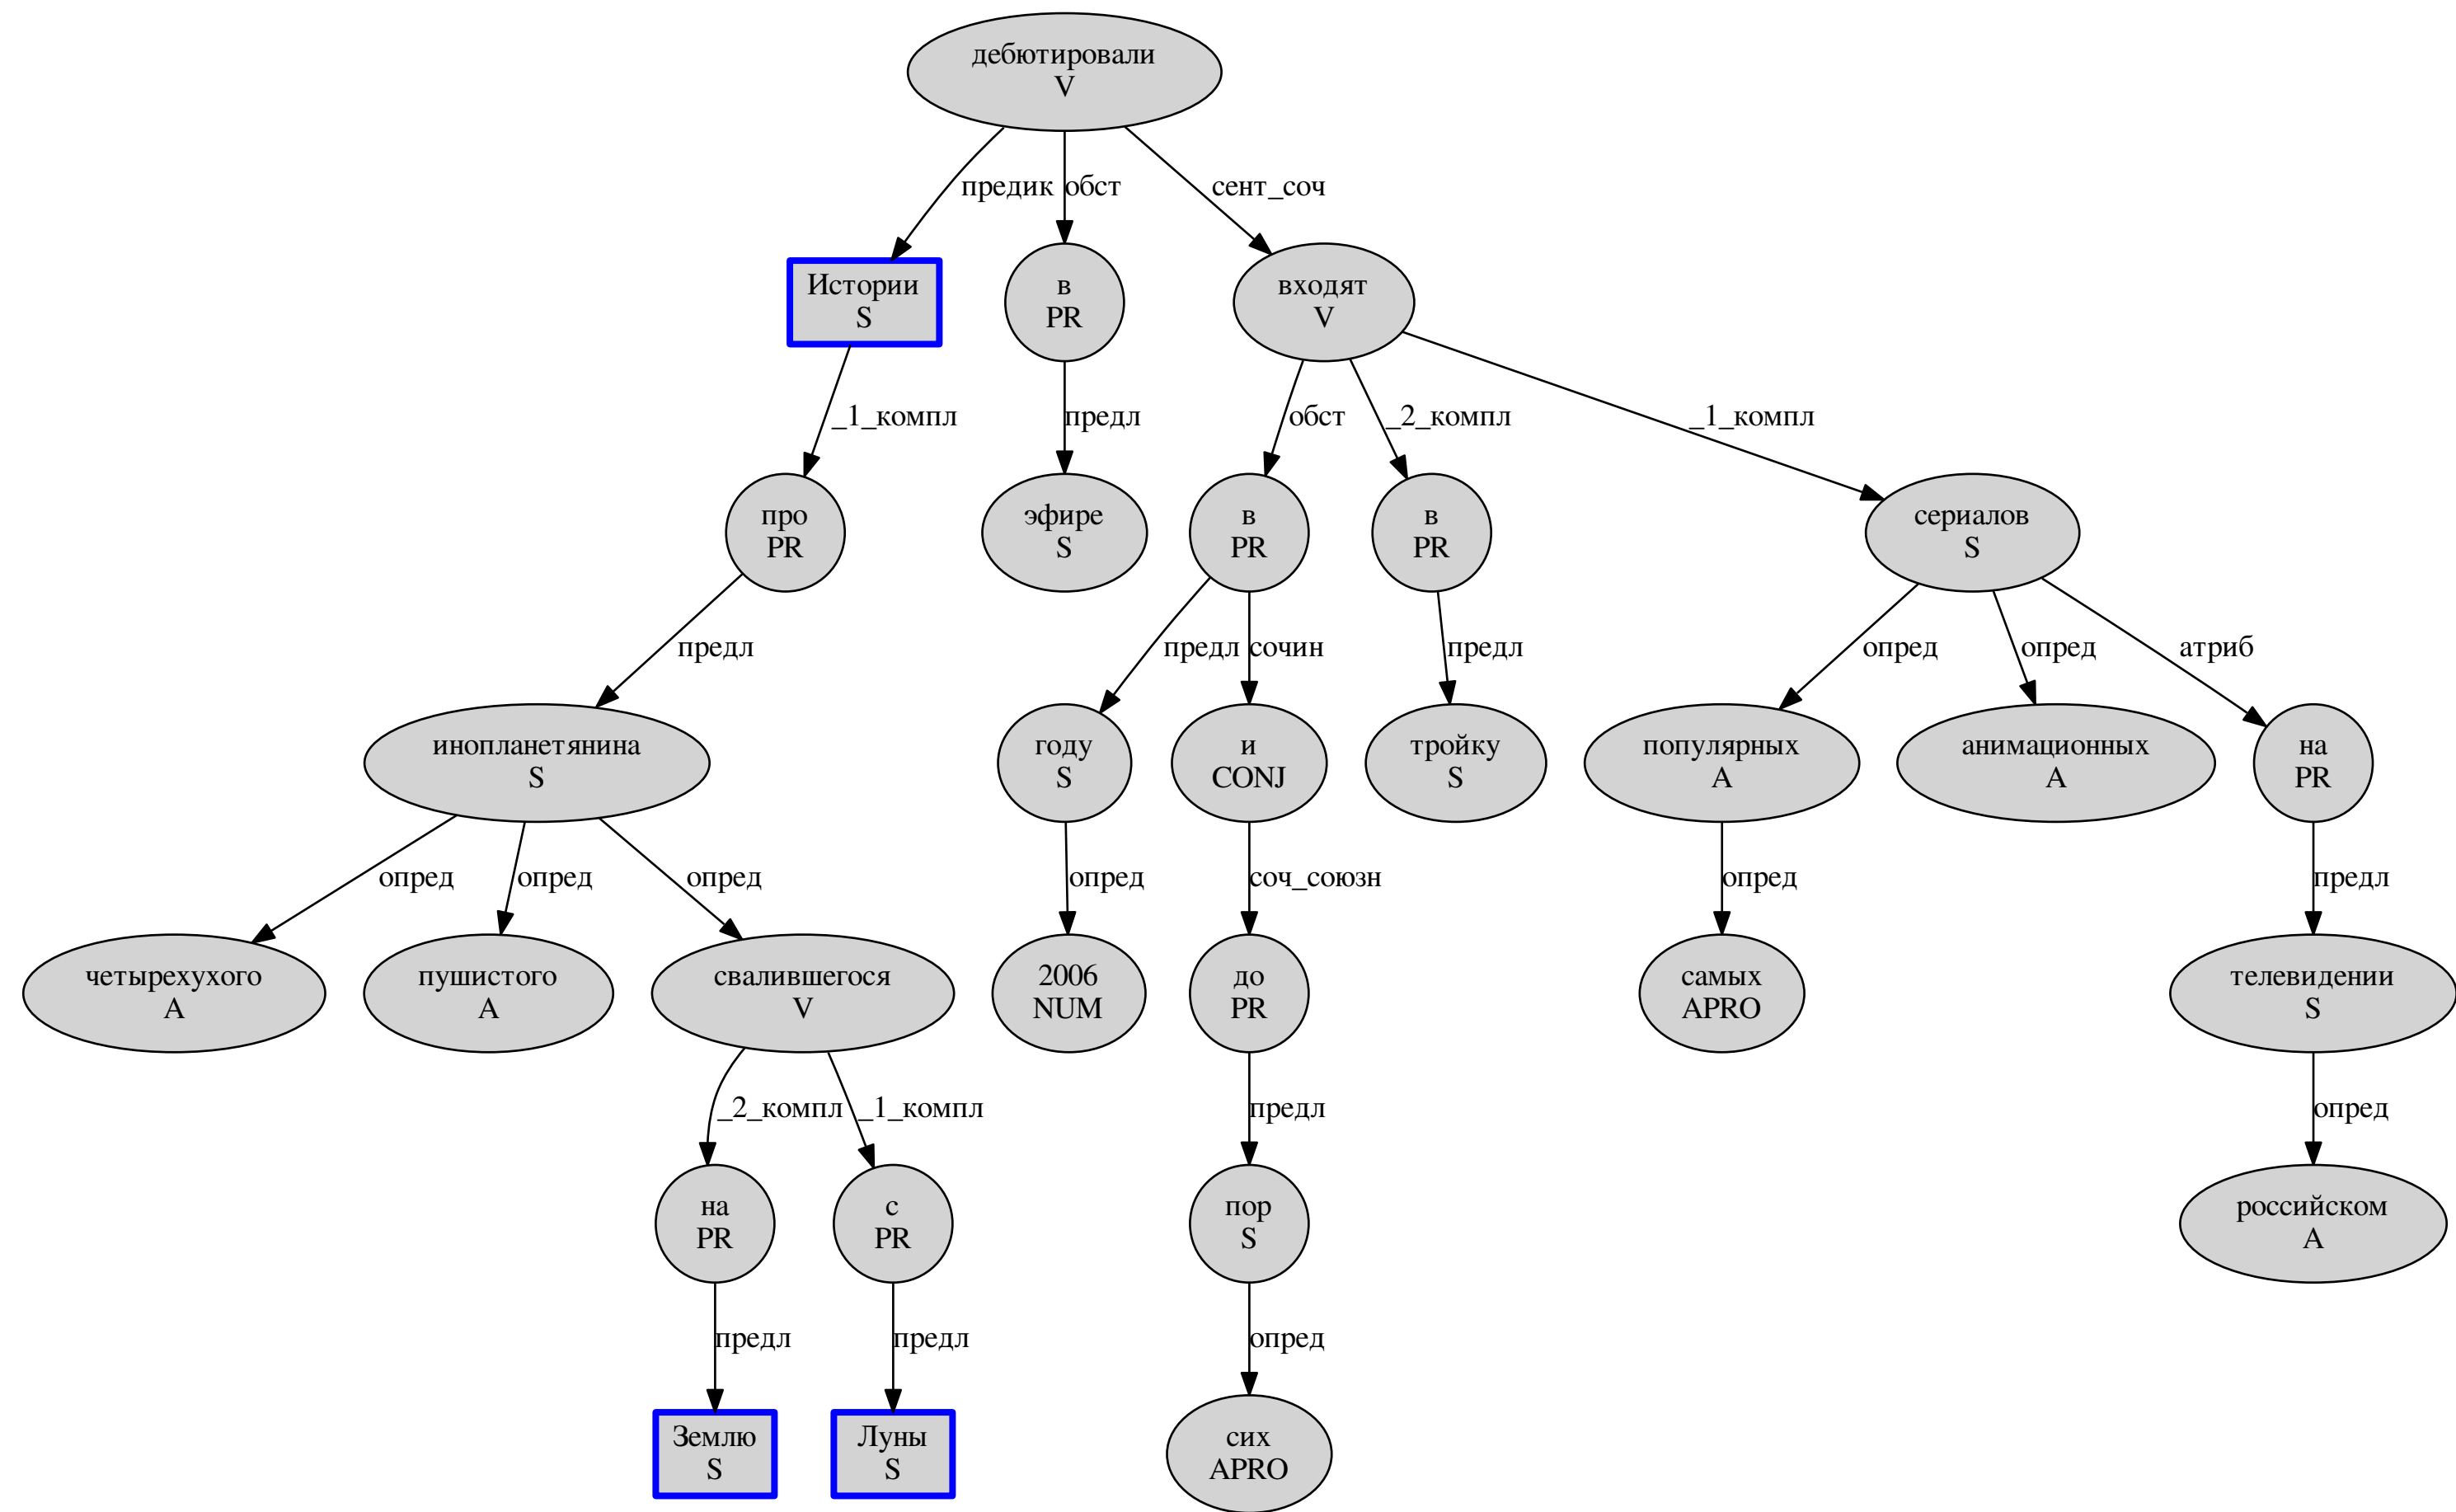 дебютировали
V
предик
обст
сент_соч
Истории
S
в
PR
входят
V
_1_компл
предл
обст
_2_компл
_1_компл
про
PR
эфире
S
в
PR
в
PR
сериалов
S
предл
предл
сочин
предл
опред
опред
атриб
инопланетянина
S
году
S
и
CONJ
тройку
S
популярных
A
анимационных
A
на
PR
опред
опред
опред
опред
соч_союзн
опред
предл
четырехухого
A
пушистого
A
свалившегося
V
2006
NUM
до
PR
самых
APRO
телевидении
S
_2_компл
_1_компл
предл
опред
на
PR
с
PR
пор
S
российском
A
предл
предл
опред
Землю
S
Луны
S
сих
APRO